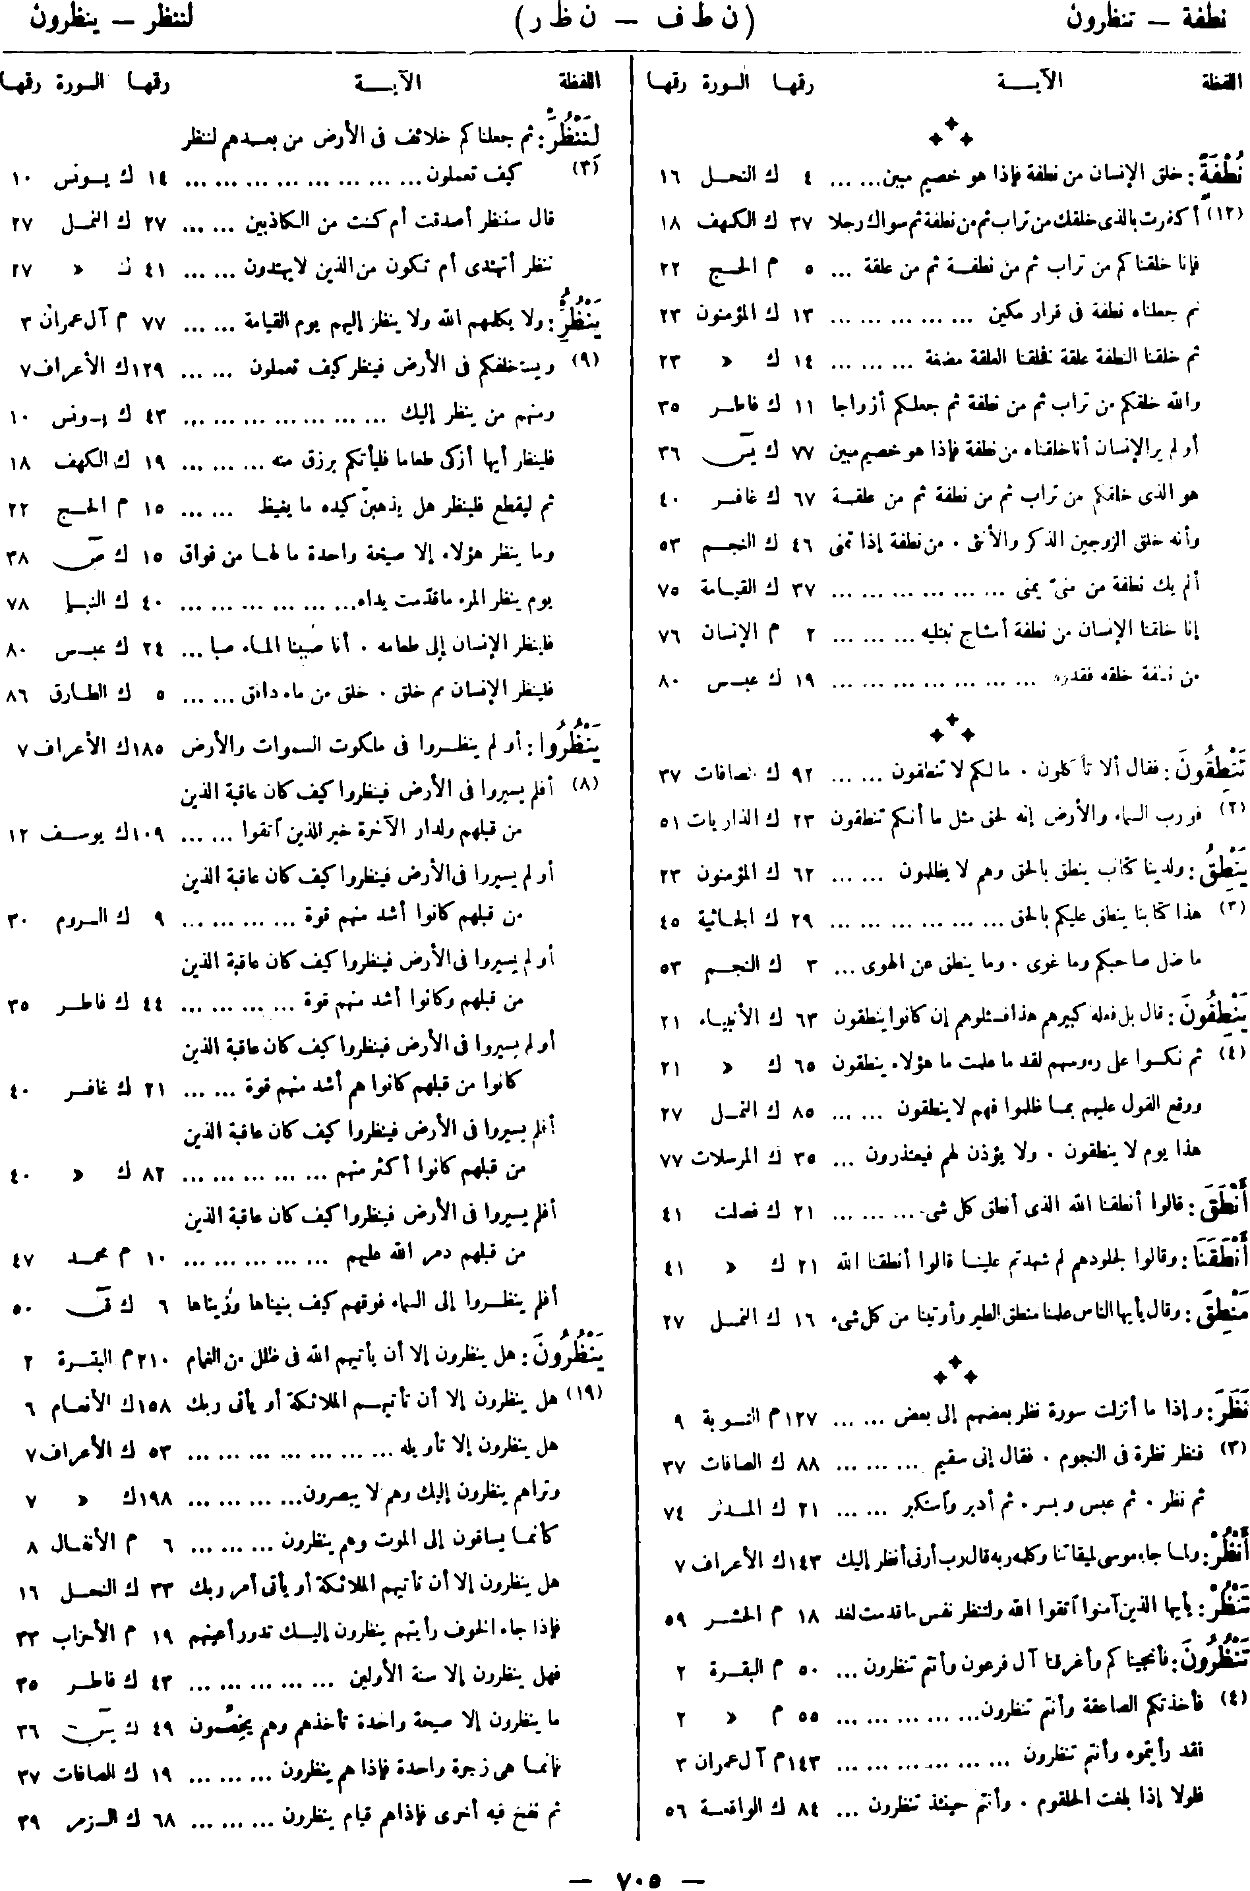 نطفة — تنظرون (ن ط ف — ن ظ ر) لننظر — ينظرون
اللفظة الآيــــة رقمها السورة رقمها
نُطْفَةٌ: خلق الإنسان من نطفة فإذا هو خصيم مبين... ... ٤ ك النحل ١٦
(١٢) أكفرت بالذى خلقك من تراب ثم من نطفة ثم سواك رجلا ٣٧ ك الكهف ١٨
فإنا خلقناكم من تراب ثم من نطفة ثم من علقة ... ٥ م الحج ٢٢
ثم جعلناه نطفة فى قرار مكين ... ... ... ... ... ١٣ ك المؤمنون ٢٣
ثم خلقنا النطفة علقة فخلقنا العلقة مضغة ... ... ... ١٤ ك « ٢٣
والله خلقكم من تراب ثم من نطفة ثم جعلكم أزواجا ١١ ك فاطر ٣٥
أولم ير الإنسان أنا خلقناه من نطفة فإذا هو خصيم مبين ٧٧ ك يسٓ ٣٦
هو الذى خلقكم من تراب ثم من نطفة ثم من علقة ٦٧ ك غافر ٤٠
وأنه خلق الزوجين الذكر والأنثى . من نطفة إذا تمنى ٤٦ ك النجم ٥٣
ألم يك نطفة من منىّ يمنى ... ... ... ... ... ... ٣٧ ك القيامة ٧٥
إنا خلقنا الإنسان من نطفة أمشاج نبتليه ... ... ... ٢ م الإنسان ٧٦
من نطفة خلقه فقدره ... ... ... ... ... ... ... ١٩ ك عبس ٨٠
تَنْطِقُونَ: فقال ألا تأكلون . مالكم لا تنطقون ... ... ٩٢ ك الصافات ٣٧
(٢) فورب السماء والأرض إنه لحق مثل ما أنكم تنطقون ٢٣ ك الذاريات ٥١
يَنْطِقُ: ولدينا كتاب ينطق بالحق وهم لا يظلمون ... ... ٦٢ ك المؤمنون ٢٣
(٣) هذا كتابنا ينطق عليكم بالحق ... ... ... ... ... ... ٢٩ ك الجاثية ٤٥
ما ضل صاحبكم وما غوى . وما ينطق عن الهوى ... ٣ ك النجم ٥٣
يَنْطِقُونَ: قال بل فعله كبيرهم هذا فسئلوهم إن كانوا ينطقون ٦٣ ك الأنبياء ٢١
(٤) ثم نكسوا على رءوسهم لقد ما علمت ما هؤلاء ينطقون ٦٥ ك « ٢١
ووقع القول عليهم بما ظلموا فهم لا ينطقون ... ... ٨٥ ك النمل ٢٧
هذا يوم لا ينطقون . ولا يؤذن لهم فيعتذرون ... ٣٥ ك المرسلات ٧٧
أَنْطَقَ: قالوا أنطقنا الله الذى أنطق كل شىء ... ... ... ٢١ ك فصلت ٤١
أَنْطَقَنَا: وقالوا لجلودهم لم شهدتم علينا قالوا أنطقنا الله ٢١ ك « ٤١
مَنْطِقَ: وقال يأيها الناس علمنا منطق الطير وأوتينا من كل شىء ١٦ ك النمل ٢٧
نَظَرَ: وإذا ما أنزلت سورة نظر بعضهم إلى بعض ... ... ١٢٧ م التوبة ٩
(٣) فنظر نظرة فى النجوم . فقال إنى سقيم ... ... ... ٨٨ ك الصافات ٣٧
ثم نظر . ثم عبس وبسر . ثم أدبر واستكبر ... ... ٢١ ك المدثر ٧٤
أَنْظُرْ: ولما جاء موسى لميقاتنا وكلمه ربه قال رب أرنى أنظر إليك ١٤٣ ك الأعراف ٧
تَنْظُرْ: يأيها الذين آمنوا اتقوا الله ولتنظر نفس ما قدمت لغد ١٨ م الحشر ٥٩
تَنْظُرُونَ: فأنجيناكم وأغرقنا آل فرعون وأنتم تنظرون ... ٥٠ م البقرة ٢
(٤) فأخذتكم الصاعقة وأنتم تنظرون... ... ... ... ... ٥٥ م « ٢
فقد رأيتموه وأنتم تنظرون ... ... ... ... ... ... ١٤٣ م آل عمران ٣
فلولا إذا بلغت الحلقوم . وأنتم حينئذ تنظرون ... ٨٤ ك الواقعة ٥٦
اللفظة الآيــــة رقمها السورة رقمها
لِنَنْظُرَ: ثم جعلناكم خلائف فى الأرض من بعدهم لننظر
(٣) كيف تعملون... ... ... ... ... ... ... ... ١٤ ك يونس ١٠
قال سننظر أصدقت أم كنت من الكاذبين ... ... ٢٧ ك النمل ٢٧
ننظر أتهتدى أم تكون من الذين لا يهتدون ... ... ٤١ ك « ٢٧
يَنْظُرُ: ولا يكلمهم الله ولا ينظر إليهم يوم القيامة ... ... ٧٧ م آل عمران ٣
(٩) ويستخلفكم فى الأرض فينظر كيف تعملون ... ... ١٢٩ ك الأعراف ٧
ومنهم من ينظر إليك ... ... ... ... ... ... ... ٤٣ ك يونس ١٠
فلينظر أيها أزكى طعاما فليأتكم برزق منه ... ... ... ١٩ ك الكهف ١٨
ثم ليقطع فلينظر هل يذهبنّ كيده ما يغيظ ... ... ١٥ م الحج ٢٢
وما ينظر هؤلاء إلا صيحة واحدة ما لها من فواق ١٥ ك صٓ ٣٨
يوم ينظر المرء ما قدّمت يداه... ... ... ... ... ... ٤٠ ك النبإ ٧٨
فلينظر الإنسان إلى طعامه . أنا صببنا الماء صبا ... ٢٤ ك عبس ٨٠
فلينظر الإنسان مم خلق . خلق من ماء دافق ... ... ٥ ك الطارق ٨٦
يَنْظُرُوا: أو لم ينظروا فى ملكوت السموات والأرض ١٨٥ ك الأعراف ٧
(٨) أفلم يسيروا فى الأرض فينظروا كيف كان عاقبة الذين
من قبلهم ولدار الآخرة خير للذين اتقوا ... ... ١٠٩ ك يوسف ١٢
أو لم يسيروا فى الأرض فينظروا كيف كان عاقبة الذين
من قبلهم كانوا أشد منهم قوة ... ... ... ... ٩ ك الروم ٣٠
أو لم يسيروا فى الأرض فينظروا كيف كان عاقبة الذين
من قبلهم وكانوا أشد منهم قوة ... ... ... ... ٤٤ ك فاطر ٣٥
أو لم يسيروا فى الأرض فينظروا كيف كان عاقبة الذين
كانوا من قبلهم كانوا هم أشد منهم قوة ... ... ٢١ ك غافر ٤٠
أفلم يسيروا فى الأرض فينظروا كيف كان عاقبة الذين
من قبلهم كانوا أكثر منهم ... ... ... ... ... ٨٢ ك « ٤٠
أفلم يسيروا فى الأرض فينظروا كيف كان عاقبة الذين
من قبلهم دمر الله عليهم ... ... ... ... ... ١٠ م محمد ٤٧
أفلم ينظروا إلى السماء فوقهم كيف بنيناها وزيناها ٦ ك قٓ ٥٠
يَنْظُرُونَ: هل ينظرون إلا أن يأتيهم الله فى ظلل من الغمام ٢١٠ م البقرة ٢
(١٩) هل ينظرون إلا أن تأتيهم الملائكة أو يأتى ربك ١٥٨ ك الأنعام ٦
هل ينظرون إلا تأويله ... ... ... ... ... ... ... ٥٣ ك الأعراف ٧
وتراهم ينظرون إليك وهم لا يبصرون... ... ... ... ١٩٨ ك « ٧
كأنما يساقون إلى الموت وهم ينظرون ... ... ... ٦ م الأنفال ٨
هل ينظرون إلا أن تأتيهم الملائكة أو يأتى أمر ربك ٣٣ ك النحل ١٦
فإذا جاء الخوف رأيتهم ينظرون إليك تدور أعينهم ١٩ م الأحزاب ٣٣
فهل ينظرون إلا سنة الأولين ... ... ... ... ... ٤٣ ك فاطر ٣٥
ما ينظرون إلا صيحة واحدة تأخذهم وهم يخصّمون ٤٩ ك يسٓ ٣٦
فإنما هى زجرة واحدة فإذا هم ينظرون ... ... ... ١٩ ك الصافات ٣٧
ثم نفخ فيه أخرى فإذا هم قيام ينظرون ... ... ... ٦٨ ك الزمر ٣٩
— ٧٠٥ —